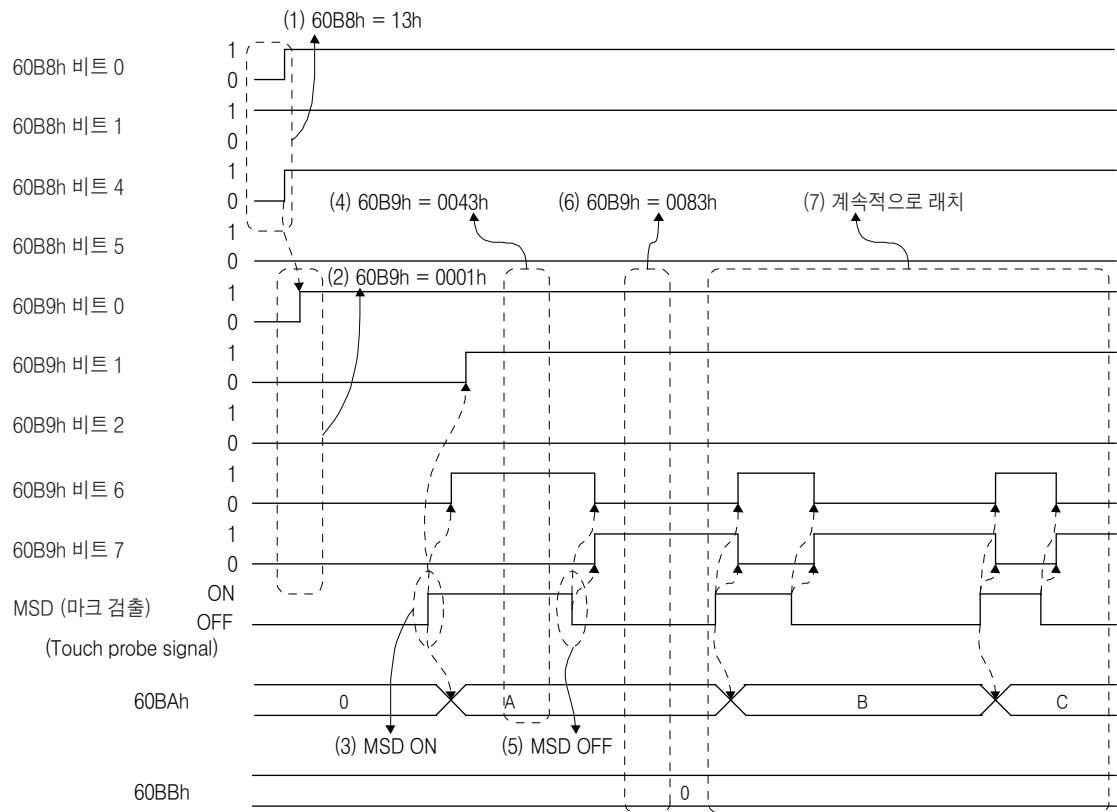 (1) 60B8h = 13h
60B8h 비트 0
1
0
60B8h 비트 1
1
0
60B8h 비트 4
1
0
(4) 60B9h = 0043h
(6) 60B9h = 0083h
(7) 계속적으로 래치
60B8h 비트 5
1
0
(2) 60B9h = 0001h
60B9h 비트 0
1
0
60B9h 비트 1
1
0
60B9h 비트 2
1
0
60B9h 비트 6
1
0
60B9h 비트 7
1
0
MSD (마크 검출)
ON
OFF
(Touch probe signal)
60BAh
0
A
B
C
(3) MSD ON
(5) MSD OFF
60BBh
0